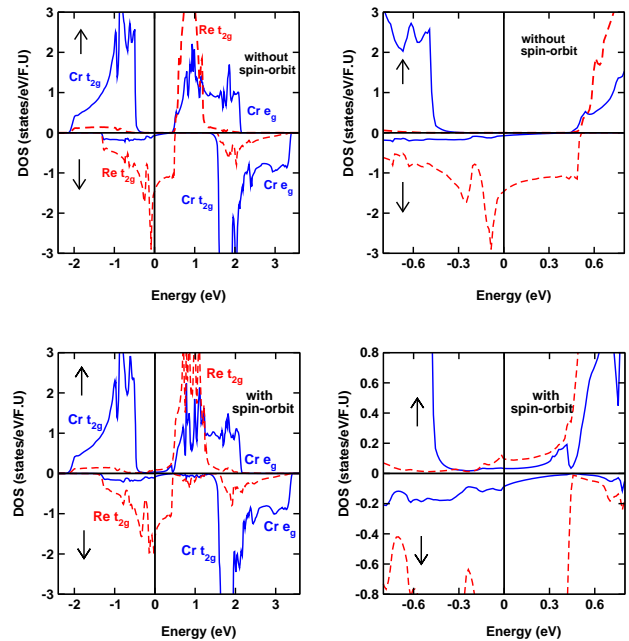 3
2
1
0
-1
-2
-3
DOS (states/eV/F.U)
-2
-1
0
1
2
3
Energy (eV)
Re t2g
without
spin-orbit
Cr t2g
Re t2g
Cr t2g
Cr eg
3
2
1
0
-1
-2
-3
DOS (states/eV/F.U)
-0.6
-0.3
0
0.3
0.6
Energy (eV)
without
spin-orbit
3
2
1
0
-1
-2
-3
DOS (states/eV/F.U)
-2
-1
0
1
2
3
Energy (eV)
Re t2g
with
spin-orbit
Cr t2g
Re t2g
Cr t2g
Cr eg
0.8
0.6
0.4
0.2
0
-0.2
-0.4
-0.6
-0.8
DOS (states/eV/F.U)
-0.6
-0.3
0
0.3
0.6
Energy (eV)
with
spin-orbit